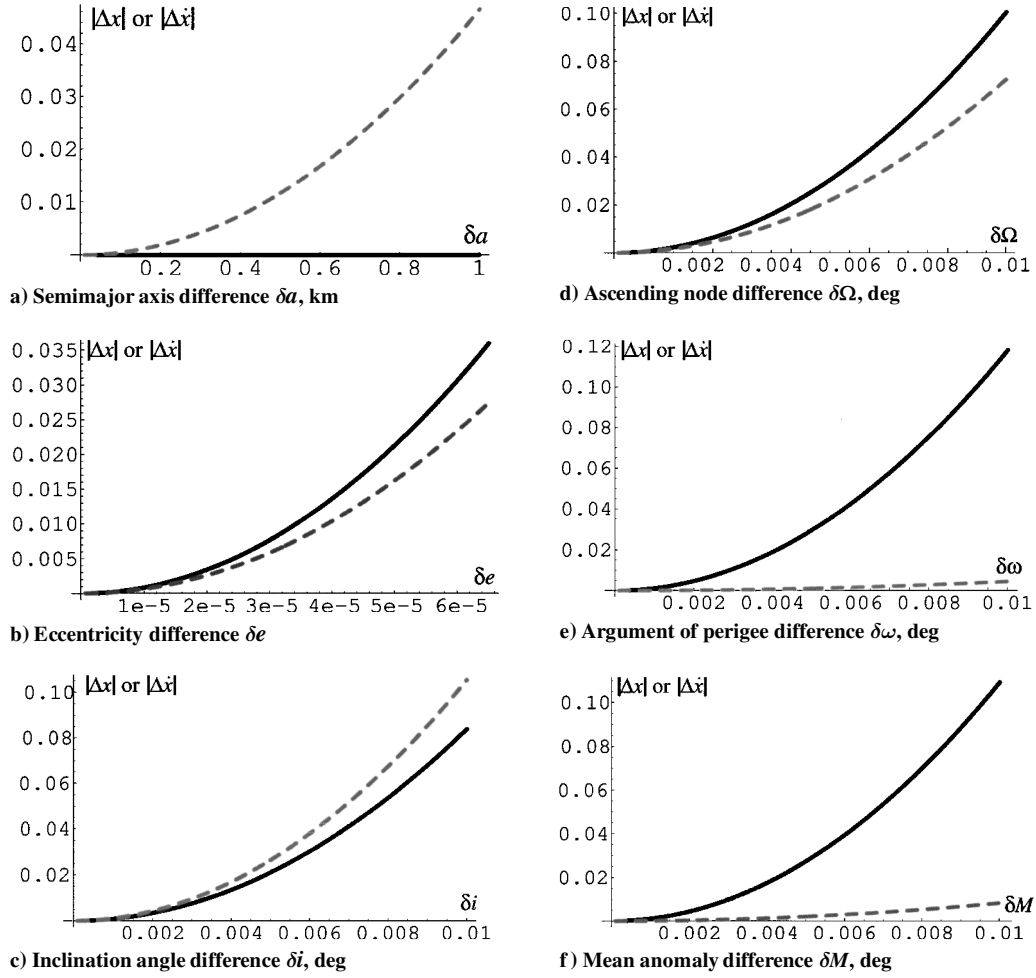 |Δx| or |Δẋ|
0.04
0.03
0.02
0.01
δa
0.2 0.4 0.6 0.8 1
a) Semimajor axis difference δa, km
|Δx| or |Δẋ|
0.035
0.030
0.025
0.020
0.015
0.010
0.005
δe
1e-5 2e-5 3e-5 4e-5 5e-5 6e-5
b) Eccentricity difference δe
|Δx| or |Δẋ|
0.10
0.08
0.06
0.04
0.02
δi
0.002 0.004 0.006 0.008 0.01
c) Inclination angle difference δi, deg
|Δx| or |Δẋ|
0.10
0.08
0.06
0.04
0.02
δΩ
0.002 0.004 0.006 0.008 0.01
d) Ascending node difference δΩ, deg
|Δx| or |Δẋ|
0.12
0.10
0.08
0.06
0.04
0.02
δω
0.002 0.004 0.006 0.008 0.01
e) Argument of perigee difference δω, deg
|Δx| or |Δẋ|
0.10
0.08
0.06
0.04
0.02
δM
0.002 0.004 0.006 0.008 0.01
f) Mean anomaly difference δM, deg